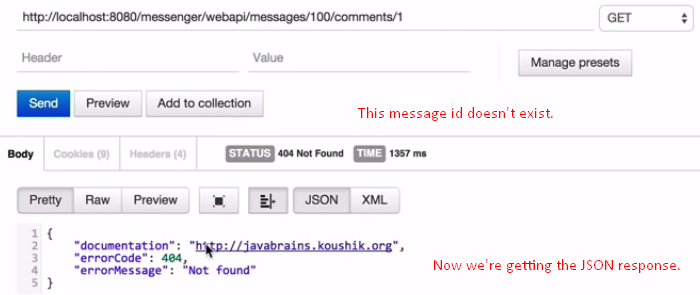 http://localhost:8080/messenger/webapi/messages/100/comments/1 GET
Header Value Manage presets
Send Preview Add to collection
This message id doesn't exist.
Body Cookies (9) Headers (4) STATUS 404 Not Found TIME 1357 ms
Pretty Raw Preview JSON XML
1 {
2 "documentation": "http://javabrains.koushik.org",
3 "errorCode": 404,
4 "errorMessage": "Not found"
5 }
Now we're getting the JSON response.